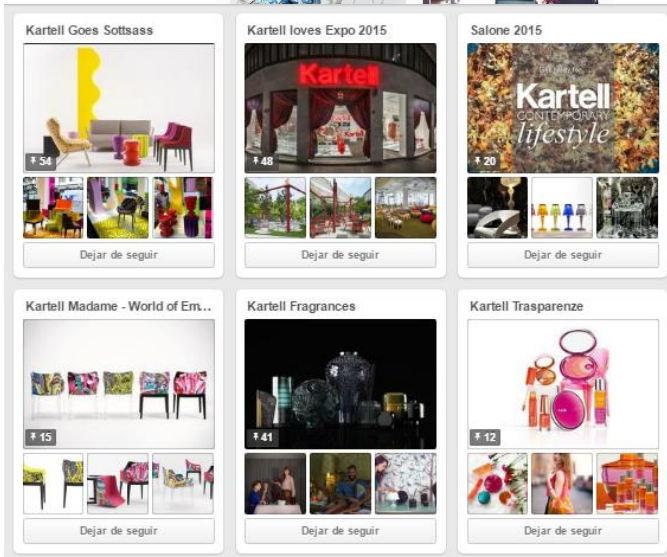 Kartell Goes Sottsass
54
Dejar de seguir
Kartell loves Expo 2015
Kartell
48
Dejar de seguir
Salone 2015
Kartell
CONTEMPORARY
lifestyle
20
Dejar de seguir
Kartell Madame - World of Em...
15
Dejar de seguir
Kartell Fragrances
41
Dejar de seguir
Kartell Trasparenze
12
Dejar de seguir